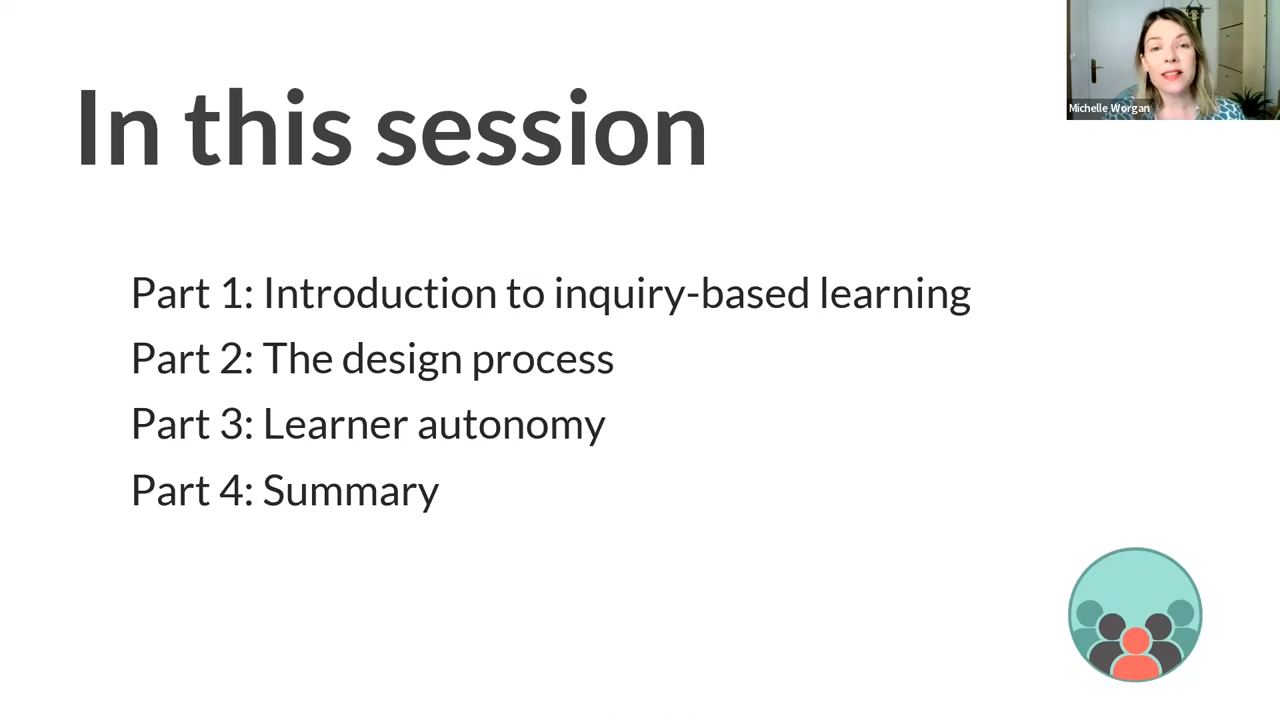 In this session
Michelle Worgan
Part 1: Introduction to inquiry-based learning
Part 2: The design process
Part 3: Learner autonomy
Part 4: Summary